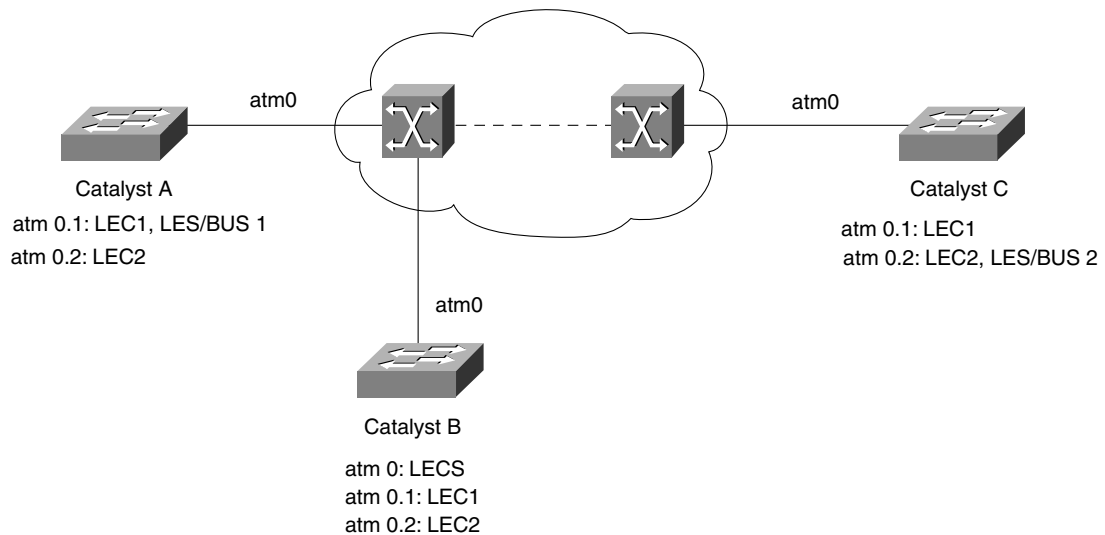 atm0
atm0
Catalyst A
atm 0.1: LEC1, LES/BUS 1
atm 0.2: LEC2
Catalyst C
atm 0.1: LEC1
atm 0.2: LEC2, LES/BUS 2
atm0
Catalyst B
atm 0: LECS
atm 0.1: LEC1
atm 0.2: LEC2